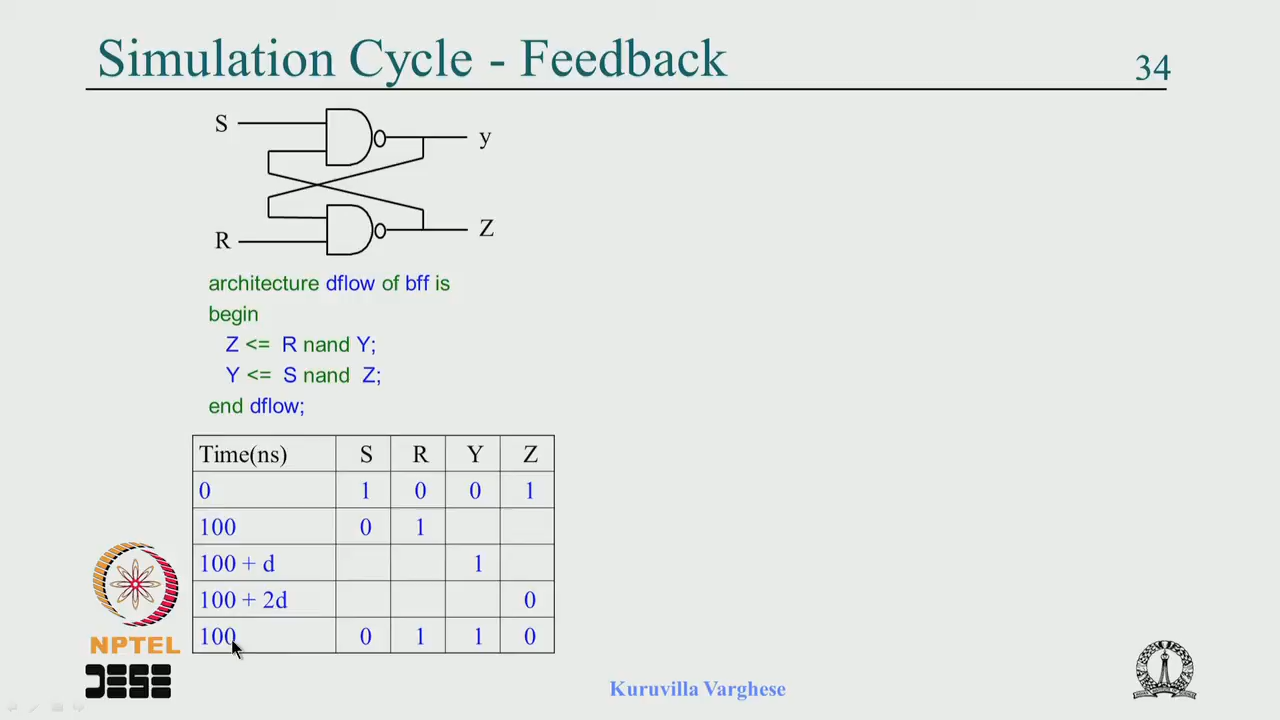 Simulation Cycle - Feedback
34
S
y
Z
R
architecture dflow of bff is
begin
Z <= R nand Y;
Y <= S nand Z;
end dflow;
Time(ns) S R Y Z
0 1 0 0 1
100 0 1
100 + d 1
100 + 2d 0
100 0 1 1 0
NPTEL
Kuruvilla Varghese